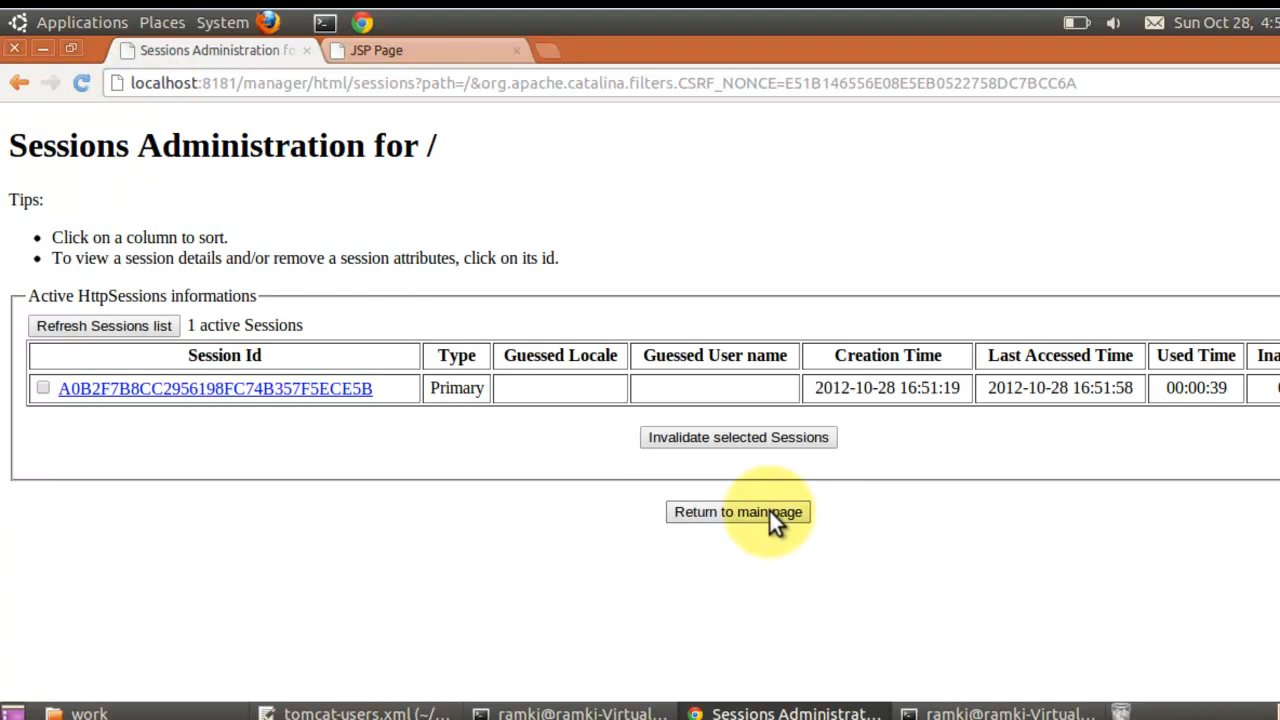 Applications Places System Sun Oct 28, 4:5
Sessions Administration fo JSP Page
localhost:8181/manager/html/sessions?path=/&org.apache.catalina.filters.CSRF_NONCE=E51B146556E08E5EB0522758DC7BCC6A
Sessions Administration for /
Tips:
Click on a column to sort.
To view a session details and/or remove a session attributes, click on its id.
Active HttpSessions informations
Refresh Sessions list 1 active Sessions
Session Id Type Guessed Locale Guessed User name Creation Time Last Accessed Time Used Time Ina
A0B2F7B8CC2956198FC74B357F5ECE5B Primary 2012-10-28 16:51:19 2012-10-28 16:51:58 00:00:39
Invalidate selected Sessions
Return to main page
work tomcat-users.xml (~/... ramki@ramki-Virtual... Sessions Administrat... ramki@ramki-Virtual...